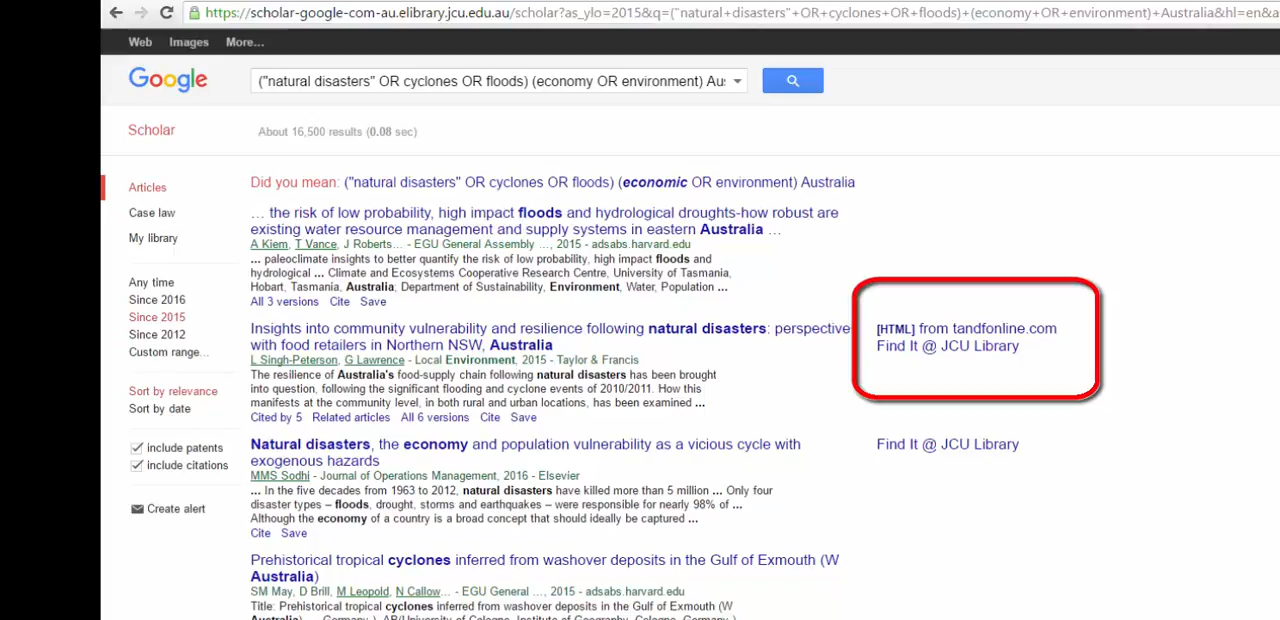 https://scholar-google-com-au.elibrary.jcu.edu.au/scholar?as_ylo=2015&q=("natural+disasters"+OR+cyclones+OR+floods)+(economy+OR+environment)+Australia&hl=en&a
Web Images More...
Google ("natural disasters" OR cyclones OR floods) (economy OR environment) Au
Scholar About 16,500 results (0.08 sec)
Articles
Case law
My library
Any time
Since 2016
Since 2015
Since 2012
Custom range...
Sort by relevance
Sort by date
include patents
include citations
Create alert
Did you mean: ("natural disasters" OR cyclones OR floods) (economic OR environment) Australia
... the risk of low probability, high impact floods and hydrological droughts-how robust are
existing water resource management and supply systems in eastern Australia ...
A Kiem, T Vance, J Roberts... - EGU General Assembly ..., 2015 - adsabs.harvard.edu
... paleoclimate insights to better quantify the risk of low probability, high impact floods and
hydrological ... Climate and Ecosystems Cooperative Research Centre, University of Tasmania,
Hobart, Tasmania, Australia; Department of Sustainability, Environment, Water, Population ...
All 3 versions Cite Save
Insights into community vulnerability and resilience following natural disasters: perspective
with food retailers in Northern NSW, Australia
L Singh-Peterson, G Lawrence - Local Environment, 2015 - Taylor & Francis
The resilience of Australia's food-supply chain following natural disasters has been brought
into question, following the significant flooding and cyclone events of 2010/2011. How this
manifests at the community level, in both rural and urban locations, has been examined ...
Cited by 5 Related articles All 6 versions Cite Save
[HTML] from tandfonline.com
Find It @ JCU Library
Natural disasters, the economy and population vulnerability as a vicious cycle with
exogenous hazards
MMS Sodhi - Journal of Operations Management, 2016 - Elsevier
... In the five decades from 1963 to 2012, natural disasters have killed more than 5 million ... Only four
disaster types – floods, drought, storms and earthquakes – were responsible for nearly 98% of ...
Although the economy of a country is a broad concept that should ideally be captured ...
Cite Save
Find It @ JCU Library
Prehistorical tropical cyclones inferred from washover deposits in the Gulf of Exmouth (W
Australia)
SM May, D Brill, M Leopold, N Callow... - EGU General ..., 2015 - adsabs.harvard.edu
Title: Prehistorical tropical cyclones inferred from washover deposits in the Gulf of Exmouth (W
Australia)